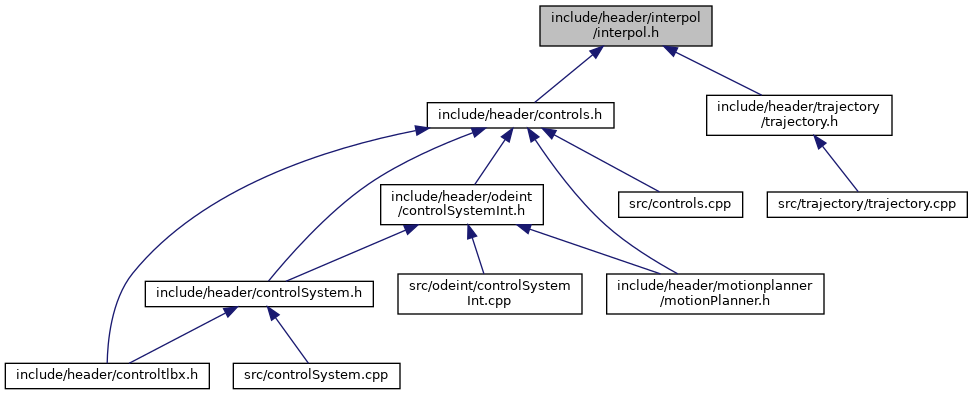 include/header/interpol
/interpol.h
include/header/controls.h
include/header/trajectory
/trajectory.h
include/header/odeint
/controlSystemInt.h
src/controls.cpp
src/trajectory/trajectory.cpp
include/header/controlSystem.h
src/odeint/controlSystem
Int.cpp
include/header/motionplanner
/motionPlanner.h
include/header/controltlbx.h
src/controlSystem.cpp